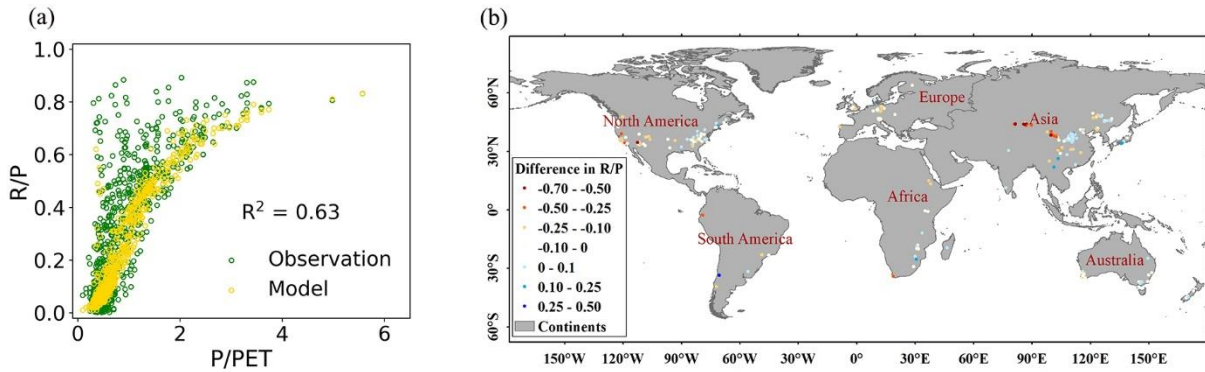 (a)
1.0
0.8
0.6
0.4
0.2
0.0
R/P
R² = 0.63
Observation
Model
0
2
4
6
P/PET
(b)
60°N
30°N
0°
30°S
60°S
North America
Europe
Asia
Africa
South America
Australia
Difference in R/P
-0.70 - -0.50
-0.50 - -0.25
-0.25 - -0.10
-0.10 - 0
0 - 0.1
0.10 - 0.25
0.25 - 0.50
Continents
150°W 120°W 90°W 60°W 30°W 0° 30°E 60°E 90°E 120°E 150°E